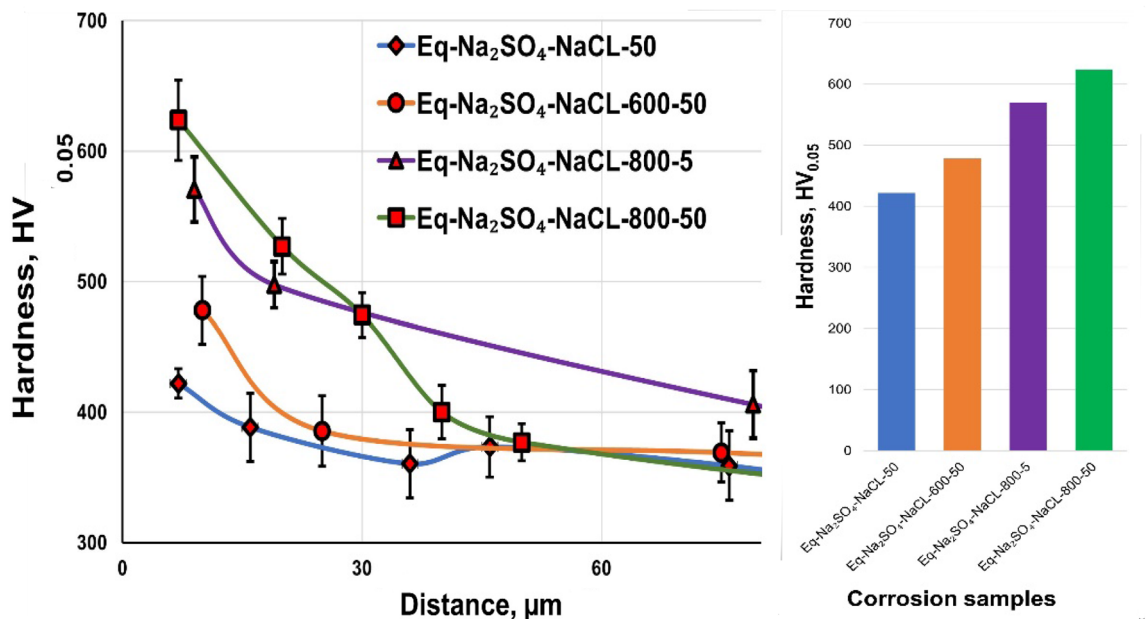 700
600
500
400
300
Hardness, HV
0.05
0
30
60
Distance, µm
Eq-Na₂SO₄-NaCL-50
Eq-Na₂SO₄-NaCL-600-50
Eq-Na₂SO₄-NaCL-800-5
Eq-Na₂SO₄-NaCL-800-50
700
600
500
400
300
200
100
0
Hardness, HV₀.₀₅
Eq-Na₂SO₄-NaCL-50
Eq-Na₂SO₄-NaCL-600-50
Eq-Na₂SO₄-NaCL-800-5
Eq-Na₂SO₄-NaCL-800-50
Corrosion samples